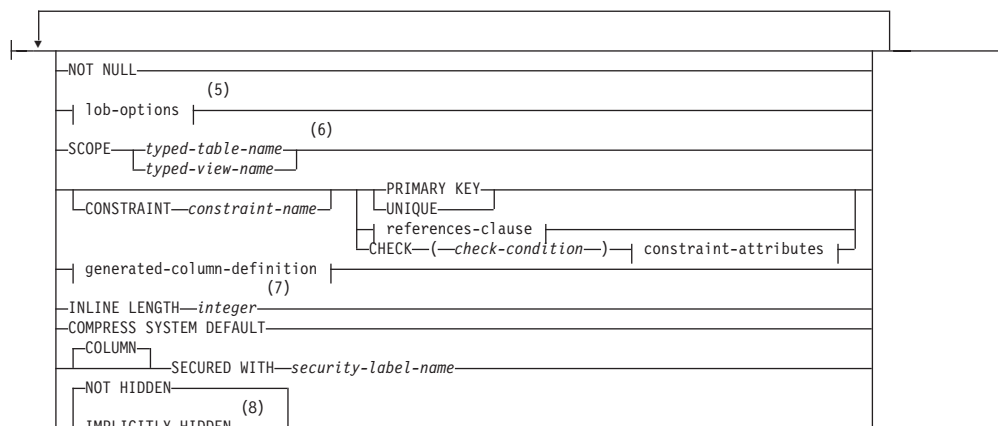 NOT NULL
(5)
lob-options
(6)
SCOPE typed-table-name
typed-view-name
PRIMARY KEY
CONSTRAINT constraint-name UNIQUE
references-clause
CHECK ( check-condition ) constraint-attributes
generated-column-definition
(7)
INLINE LENGTH integer
COMPRESS SYSTEM DEFAULT
COLUMN
SECURED WITH security-label-name
NOT HIDDEN
(8)
IMPLICITLY HIDDEN